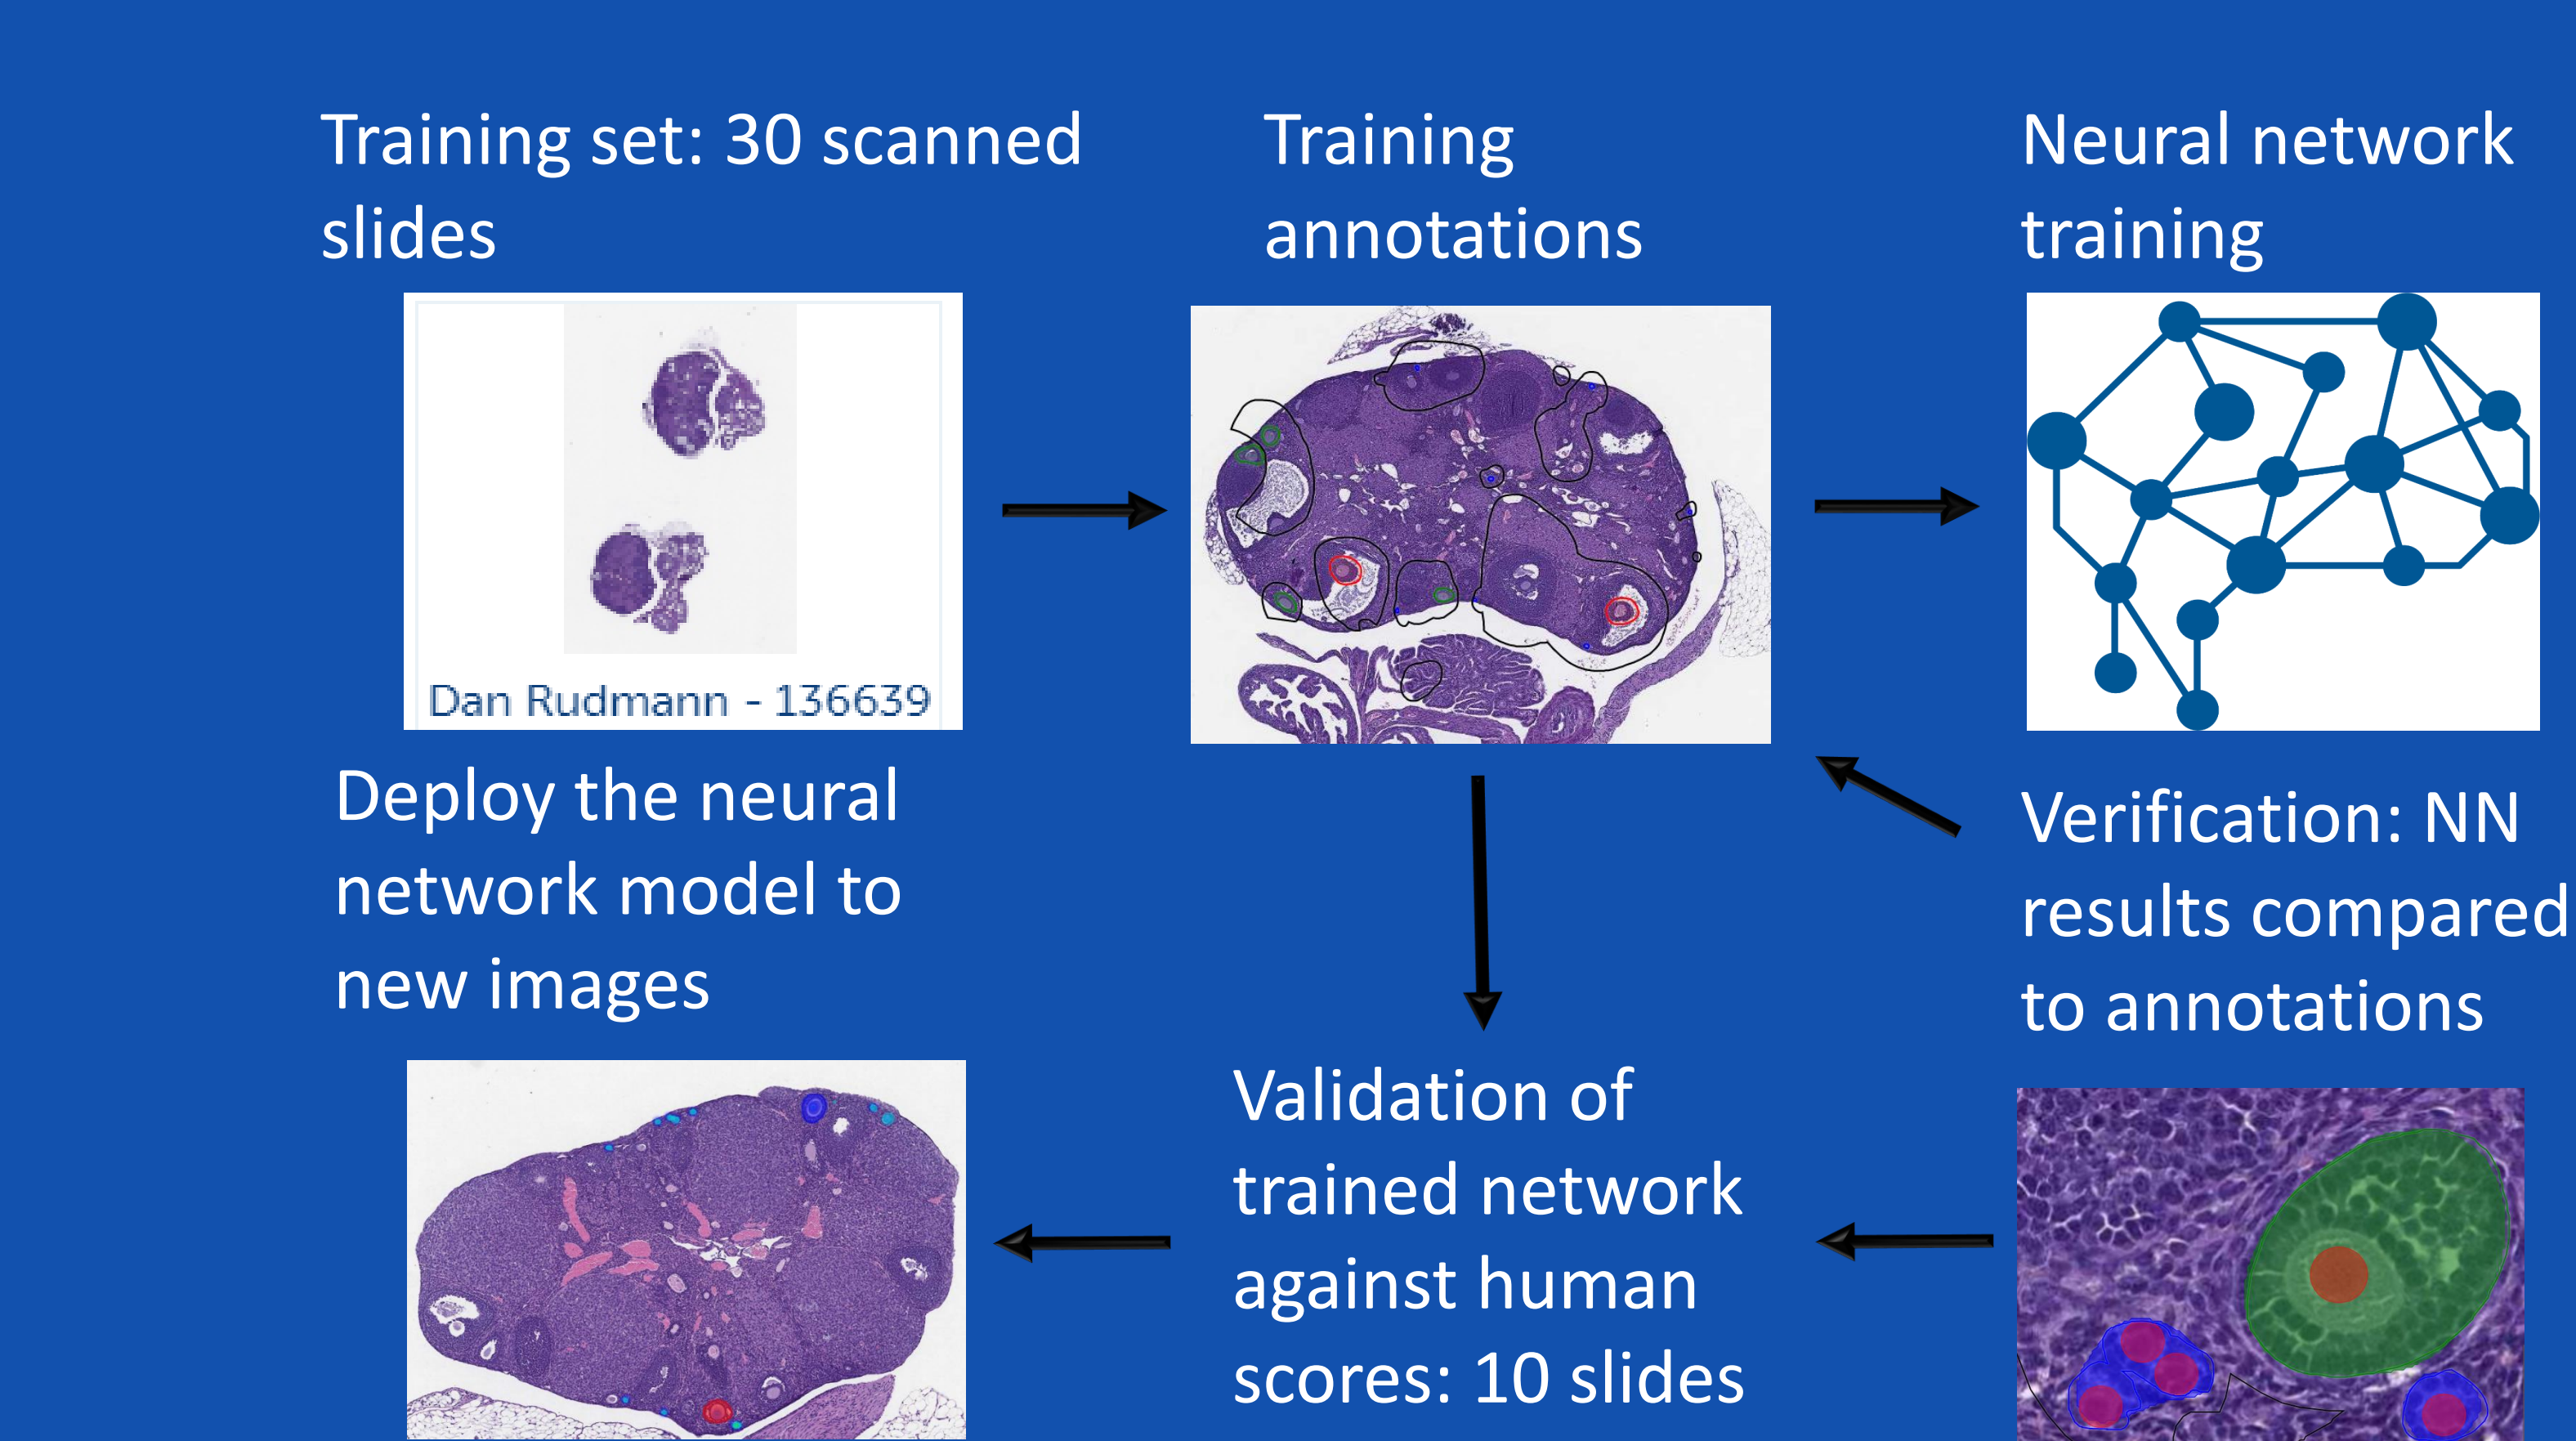 Training set: 30 scanned
slides
Dan Rudmann - 136639
Training
annotations
Neural network
training
Verification: NN
results compared
to annotations
Validation of
trained network
against human
scores: 10 slides
Deploy the neural
network model to
new images